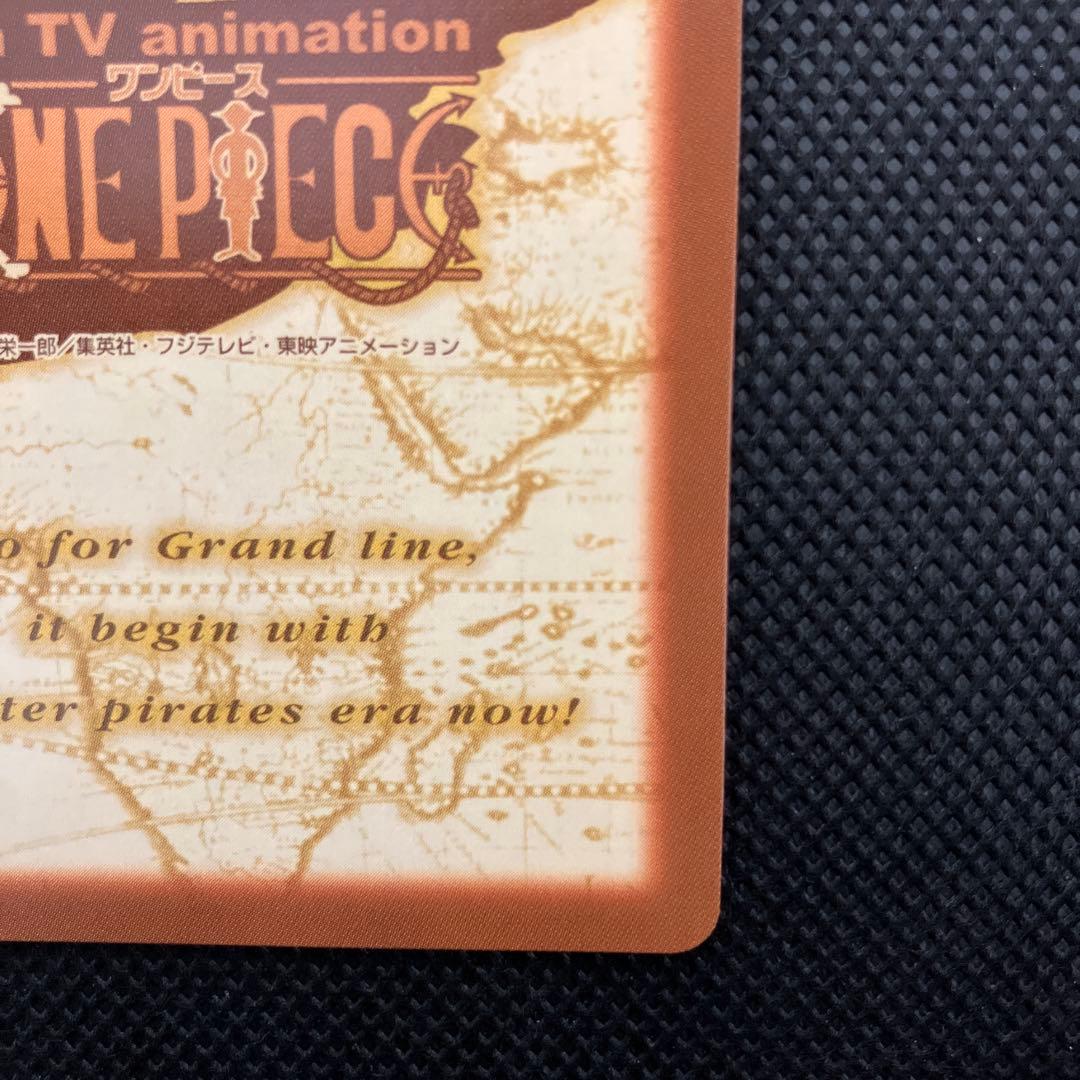 TV animation
ワンピース
ONE PIECE
栄一郎／集英社・フジテレビ・東映アニメーション
for Grand line,
it begin with
ter pirates era now!